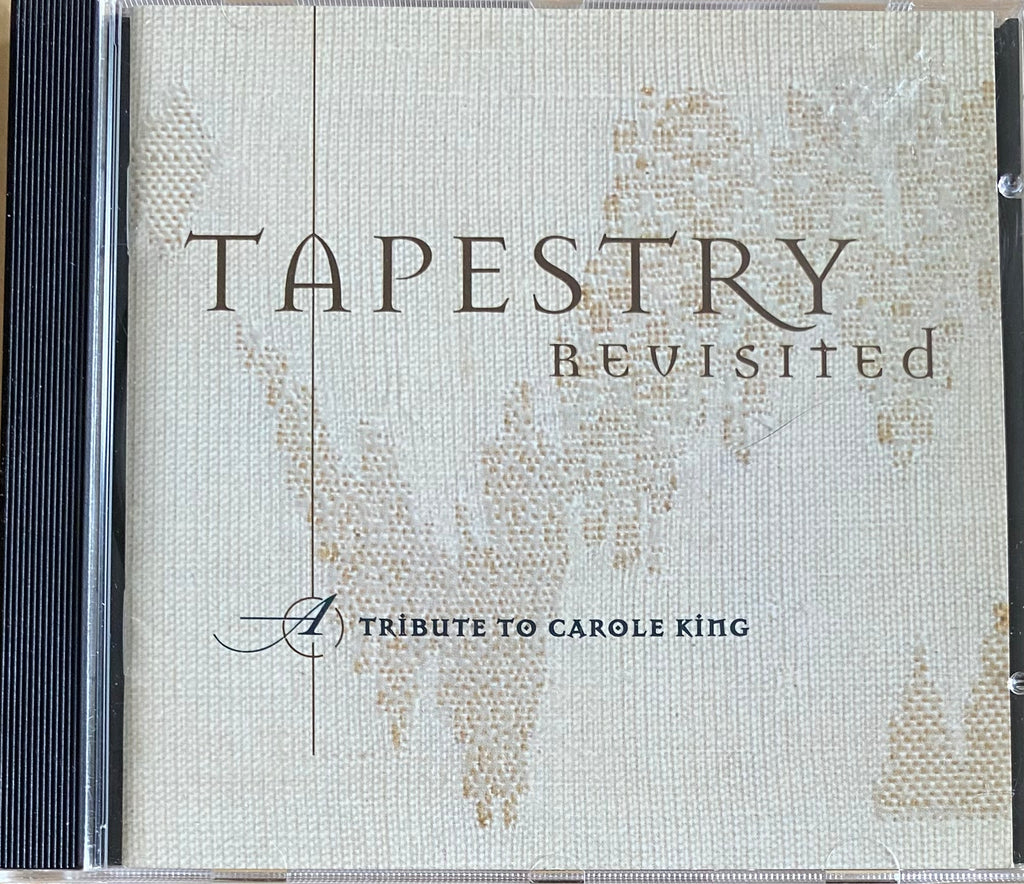 TAPESTRY
REVISITED
A TRIBUTE TO CAROLE KING